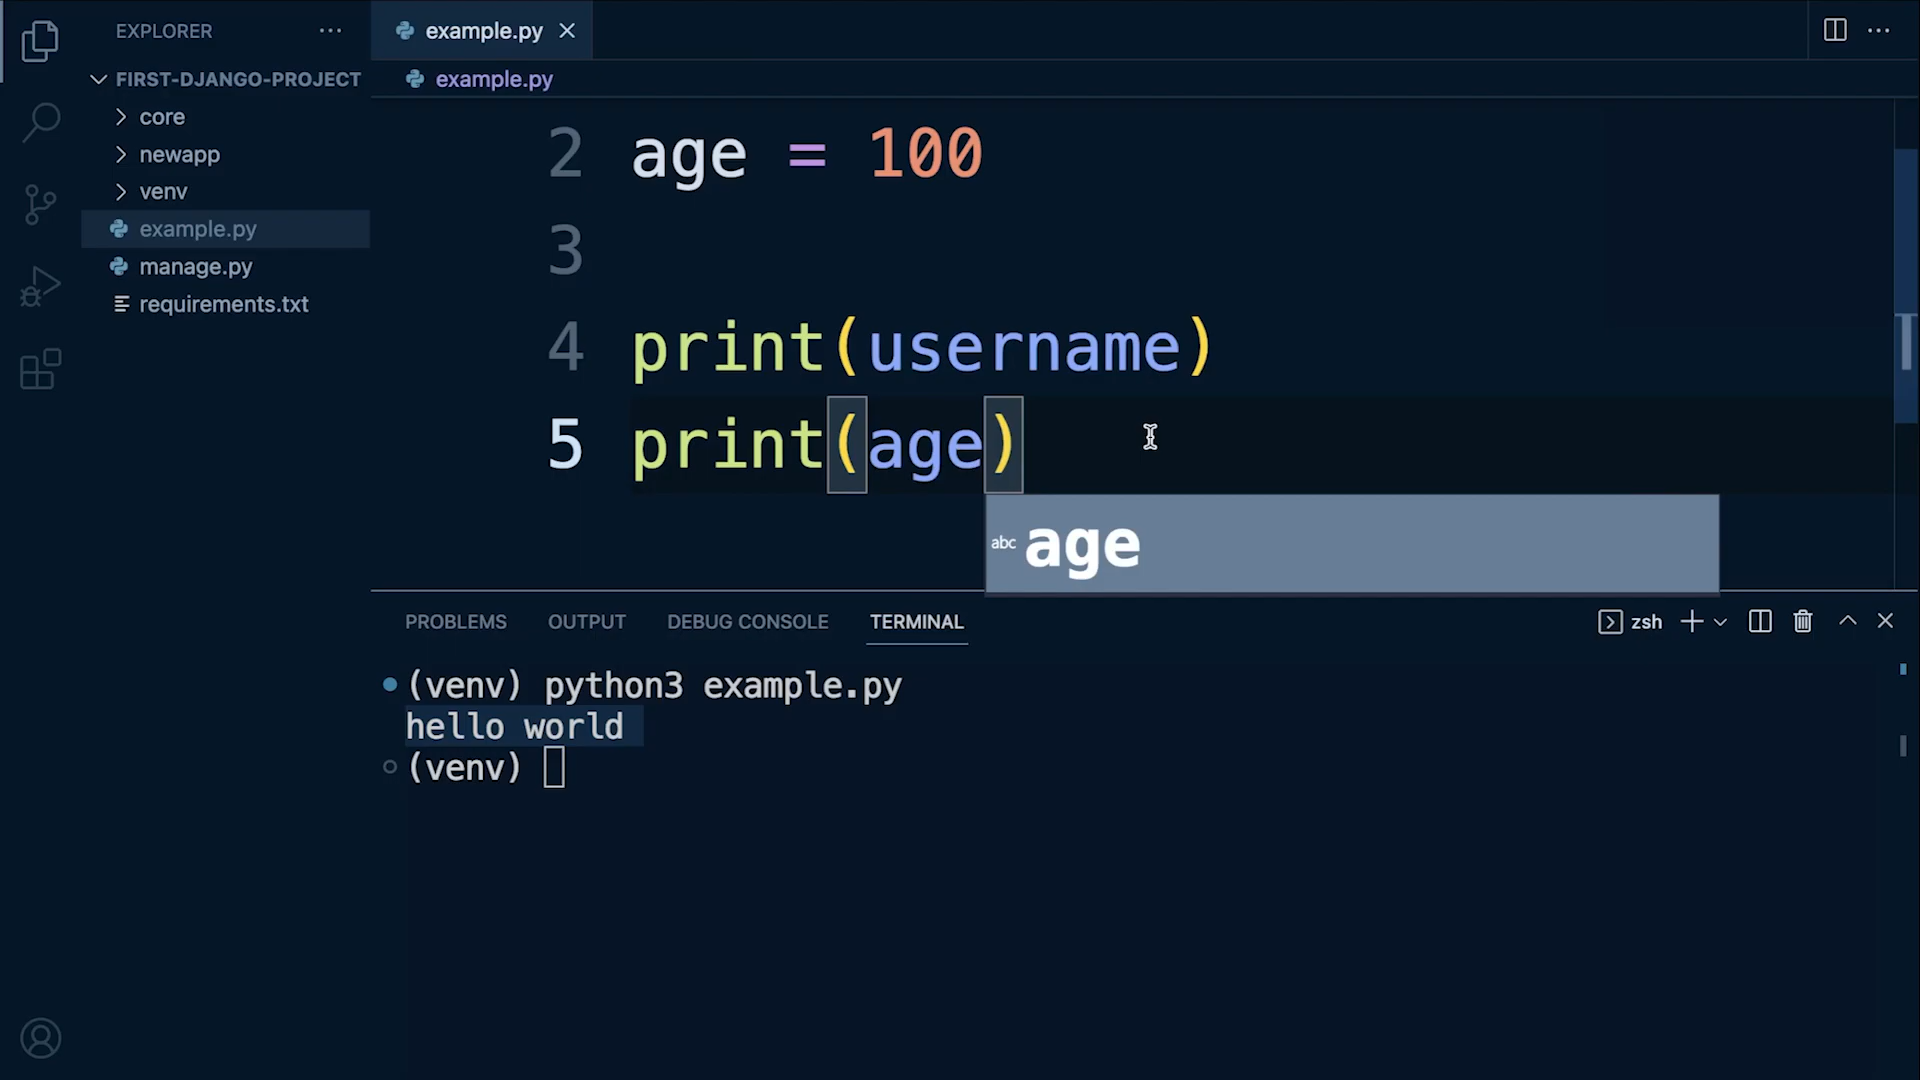 EXPLORER
example.py
FIRST-DJANGO-PROJECT
example.py
core
newapp
venv
example.py
manage.py
requirements.txt
2 age = 100
3
4 print(username)
5 print(age)
abc age
PROBLEMS OUTPUT DEBUG CONSOLE TERMINAL zsh
(venv) python3 example.py
hello world
(venv)